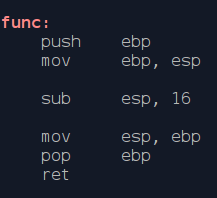 func:
push ebp
mov ebp, esp
sub esp, 16
mov esp, ebp
pop ebp
ret